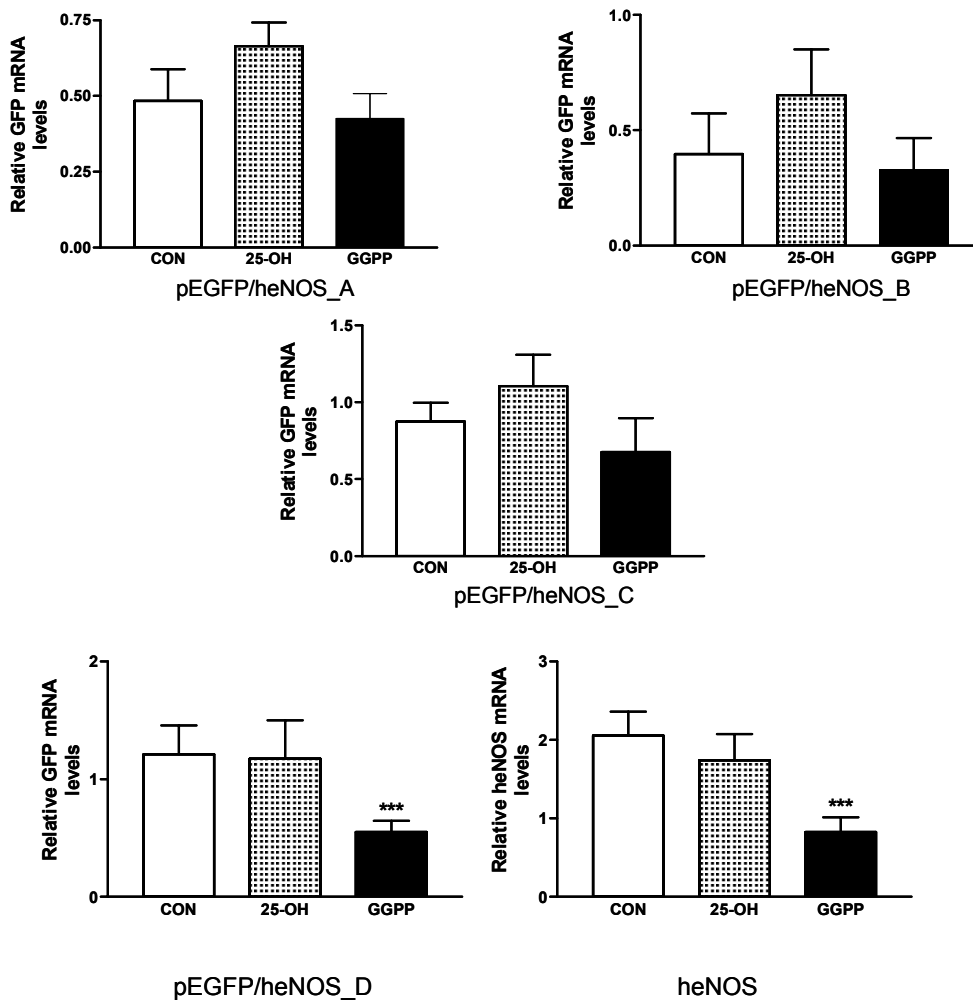 Relative GFP mRNA
levels
0.75
0.50
0.25
0.00
CON 25-OH GGPP
pEGFP/heNOS_A
Relative GFP mRNA
levels
1.0
0.5
0.0
CON 25-OH GGPP
pEGFP/heNOS_B
Relative GFP mRNA
levels
1.5
1.0
0.5
0.0
CON 25-OH GGPP
pEGFP/heNOS_C
Relative GFP mRNA
levels
2
1
0
***
CON 25-OH GGPP
pEGFP/heNOS_D
Relative heNOS mRNA
levels
3
2
1
0
***
CON 25-OH GGPP
heNOS